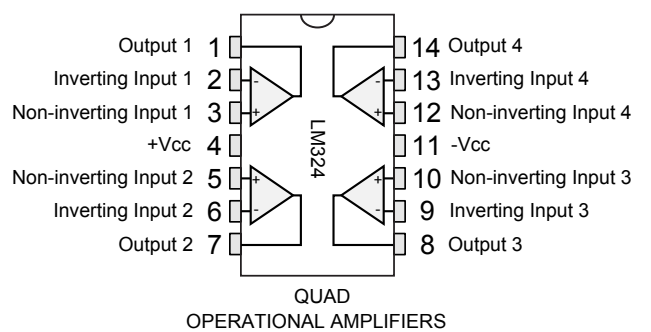 Output 1 1 14 Output 4
Inverting Input 1 2 - - 13 Inverting Input 4
Non-inverting Input 1 3 + + 12 Non-inverting Input 4
+Vcc 4 LM324 11 -Vcc
Non-inverting Input 2 5 + + 10 Non-inverting Input 3
Inverting Input 2 6 - - 9 Inverting Input 3
Output 2 7 8 Output 3
QUAD
OPERATIONAL AMPLIFIERS